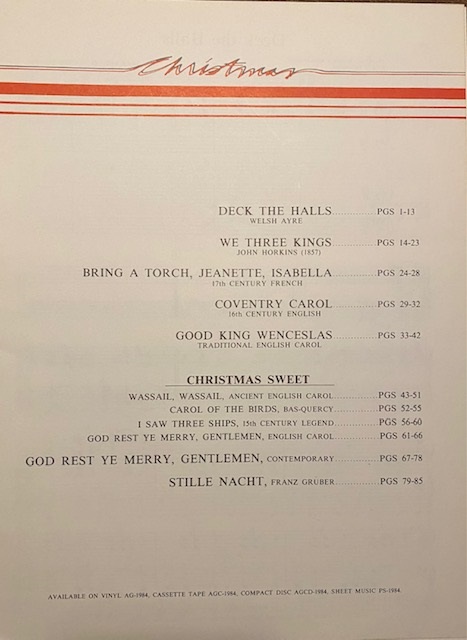 Christmas
DECK THE HALLS............PGS 1-13
WELSH AYRE
WE THREE KINGS............PGS 14-23
JOHN HORKINS (1857)
BRING A TORCH, JEANETTE, ISABELLA............PGS 24-28
17th CENTURY FRENCH
COVENTRY CAROL............PGS 29-32
16th CENTURY ENGLISH
GOOD KING WENCESLAS............PGS 33-42
TRADITIONAL ENGLISH CAROL
CHRISTMAS SWEET
WASSAIL, WASSAIL, ANCIENT ENGLISH CAROL............PGS 43-51
CAROL OF THE BIRDS, BAS-QUERCY............PGS 52-55
I SAW THREE SHIPS, 15th CENTURY LEGEND............PGS 56-60
GOD REST YE MERRY, GENTLEMEN, ENGLISH CAROL............PGS 61-66
GOD REST YE MERRY, GENTLEMEN, CONTEMPORARY............PGS 67-78
STILLE NACHT, FRANZ GRUBER............PGS 79-85
AVAILABLE ON VINYL AG-1984, CASSETTE TAPE AGC-1984, COMPACT DISC AGCD-1984, SHEET MUSIC PS-1984.